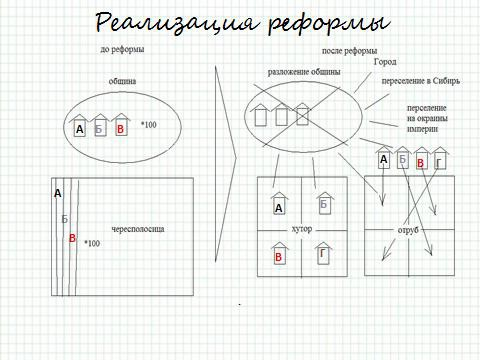 Реализация реформы
до реформы
община
А Б В *100
А
Б
В
*100
чересполосица
после реформы
разложение общины
Город
переселение в Сибирь
переселение
на окраины
империи
А Б В Г
А Б
хутор
В Г
отруб